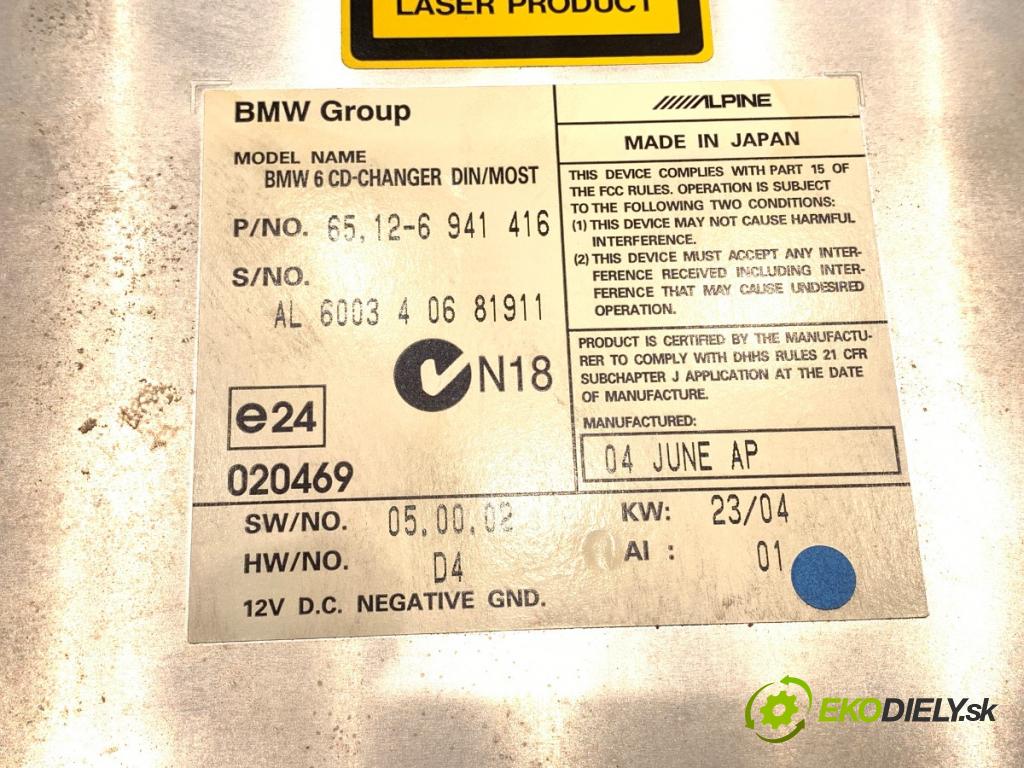 LASER PRODUCT
BMW Group
MODEL NAME
BMW 6 CD-CHANGER DIN/MOST
P/NO. 65.12-6 941 416
S/NO.
AL 6003 4 06 81911
N18
e24
020469
ALPINE
MADE IN JAPAN
THIS DEVICE COMPLIES WITH PART 15 OF
THE FCC RULES. OPERATION IS SUBJECT
TO THE FOLLOWING TWO CONDITIONS:
(1) THIS DEVICE MAY NOT CAUSE HARMFUL
INTERFERENCE.
(2) THIS DEVICE MUST ACCEPT ANY INTER-
FERENCE RECEIVED INCLUDING INTER-
FERENCE THAT MAY CAUSE UNDESIRED
OPERATION.
PRODUCT IS CERTIFIED BY THE MANUFACTU-
RER TO COMPLY WITH DHHS RULES 21 CFR
SUBCHAPTER J APPLICATION AT THE DATE
OF MANUFACTURE.
MANUFACTURED:
04 JUNE AP
SW/NO. 05.00.02 KW: 23/04
HW/NO. D4 AI : 01
12V D.C. NEGATIVE GND.
EKODIELY.sk